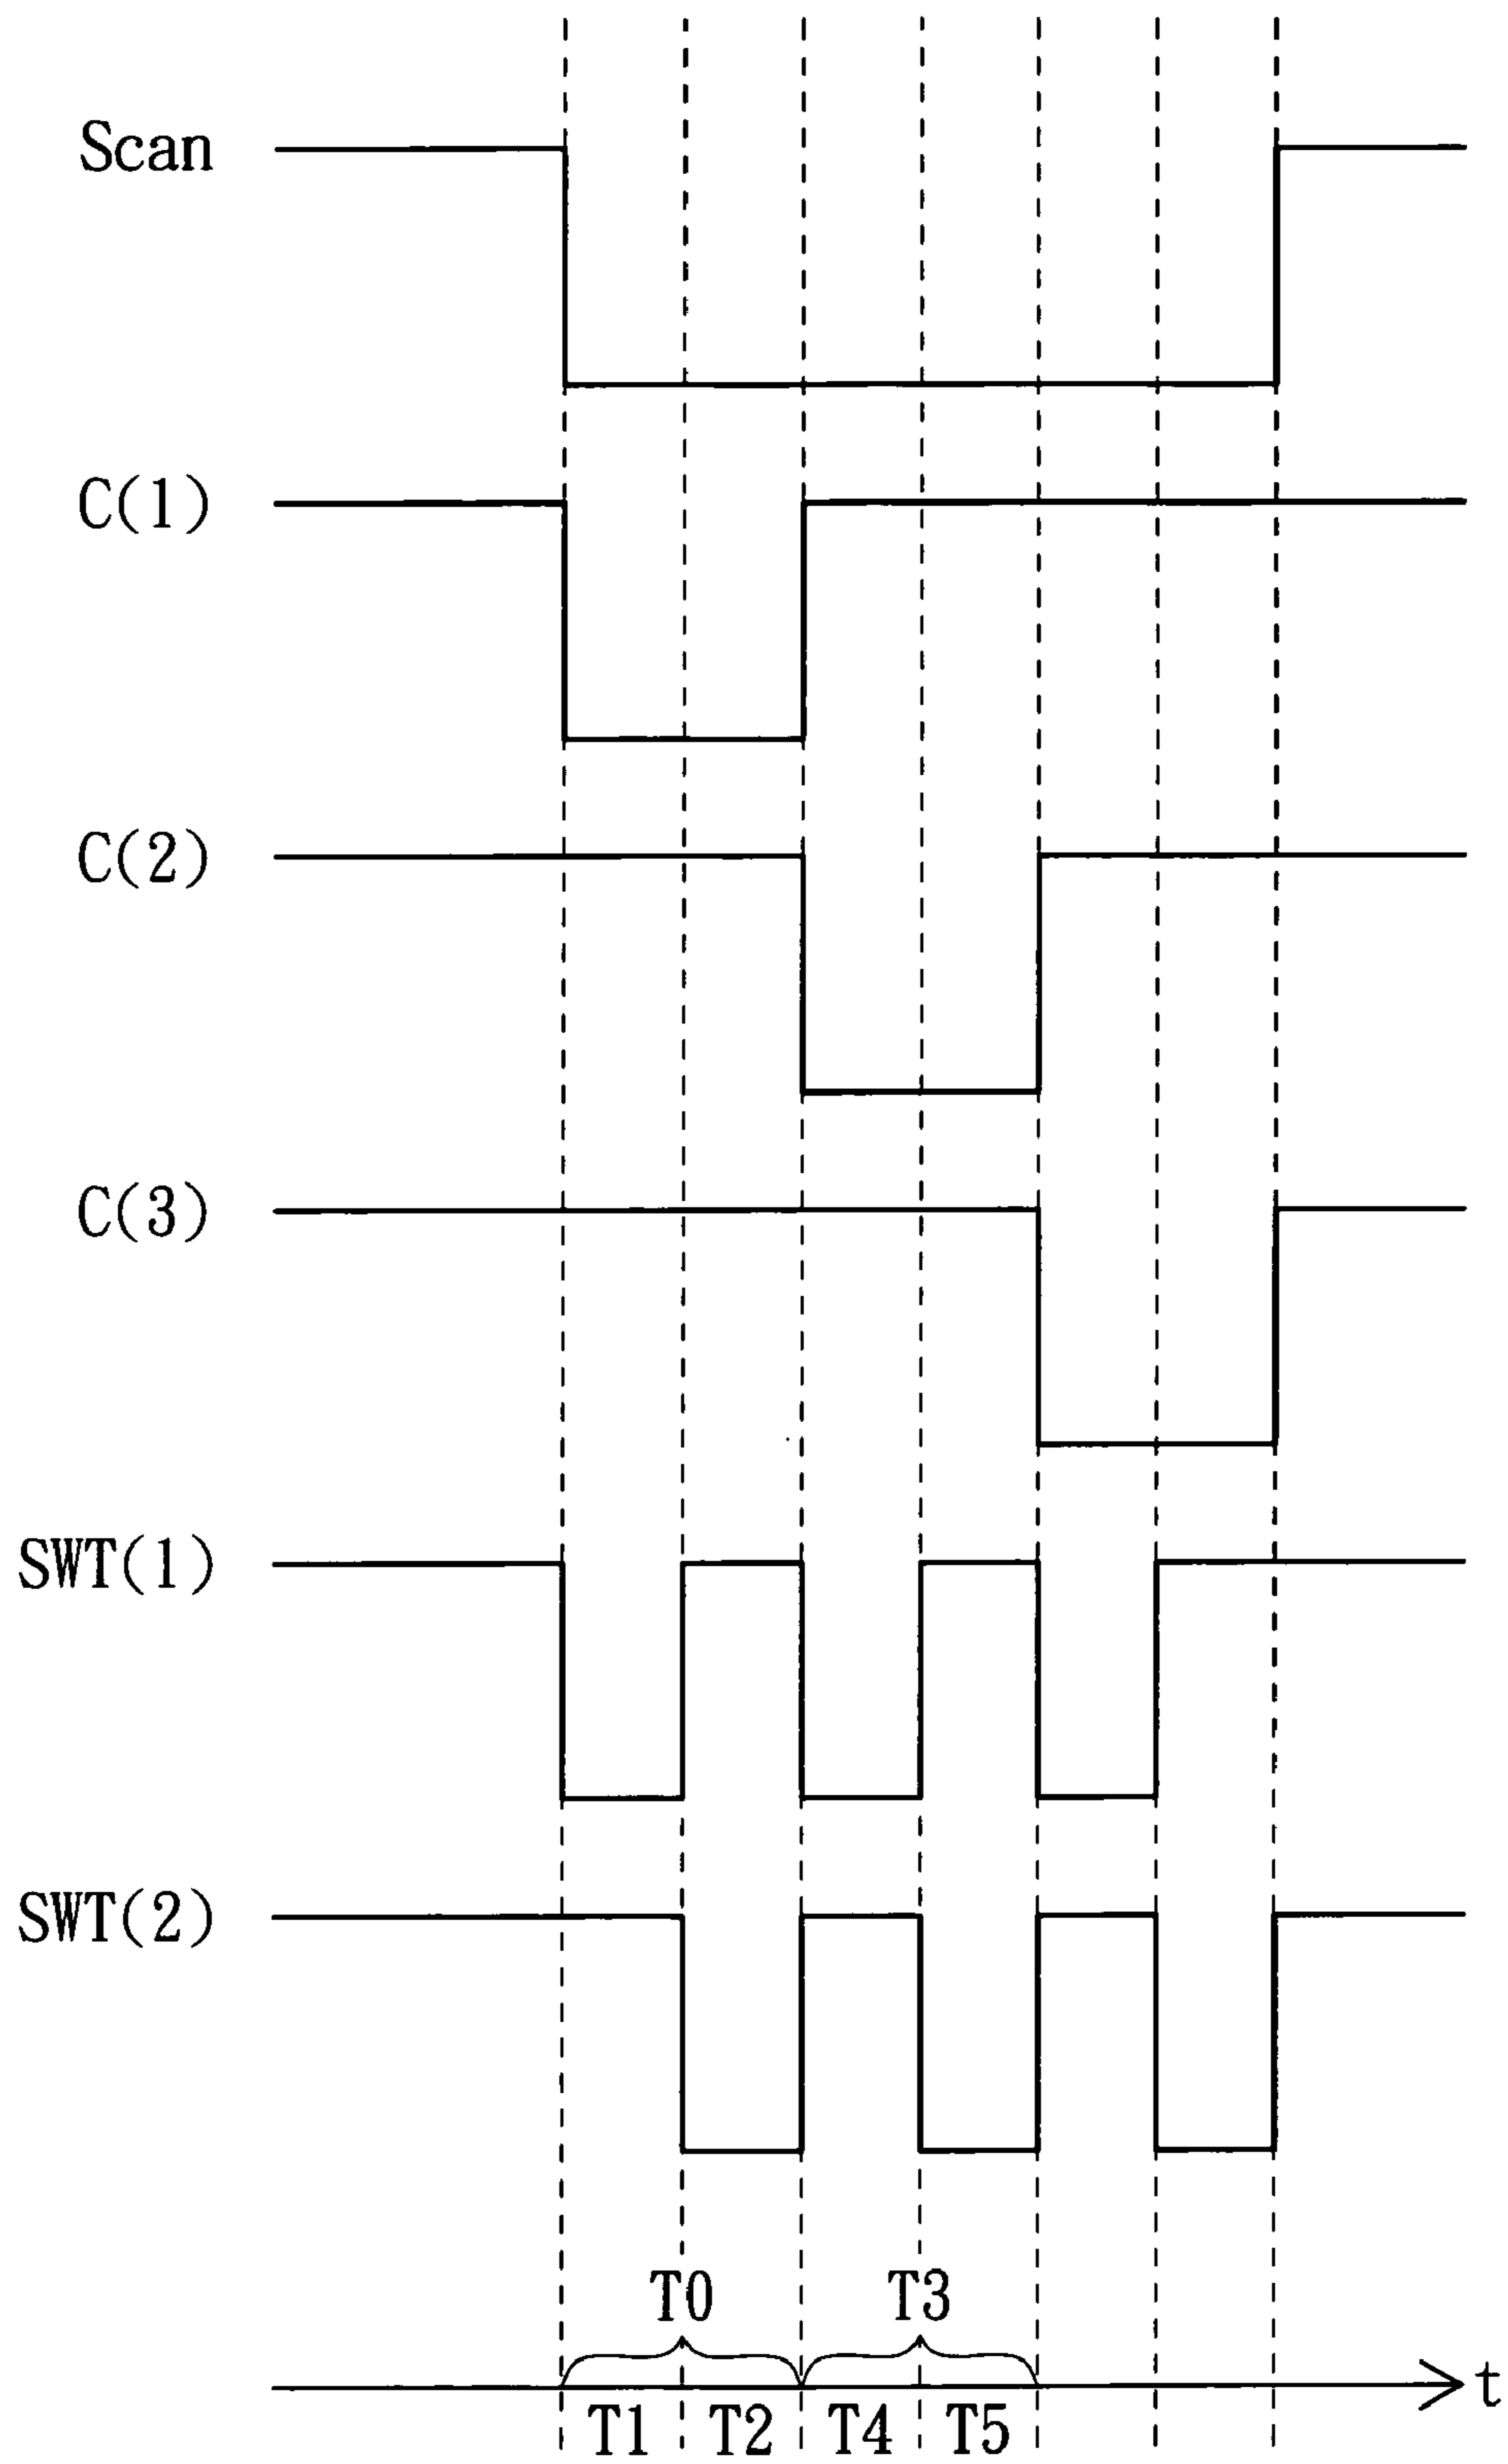 Scan
C(1)
C(2)
C(3)
SWT(1)
SWT(2)
T0 T3
t
T1 T2 T4 T5